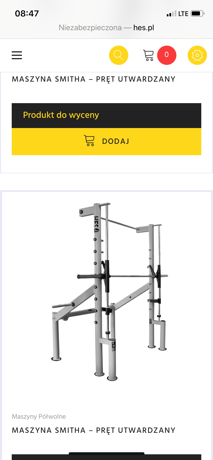 08:47
LTE
Niezabezpieczona — hes.pl
0
MASZYNA SMITHA – PRĘT UTWARDZANY
Produkt do wyceny
DODAJ
Maszyny Półwolne
MASZYNA SMITHA – PRĘT UTWARDZANY